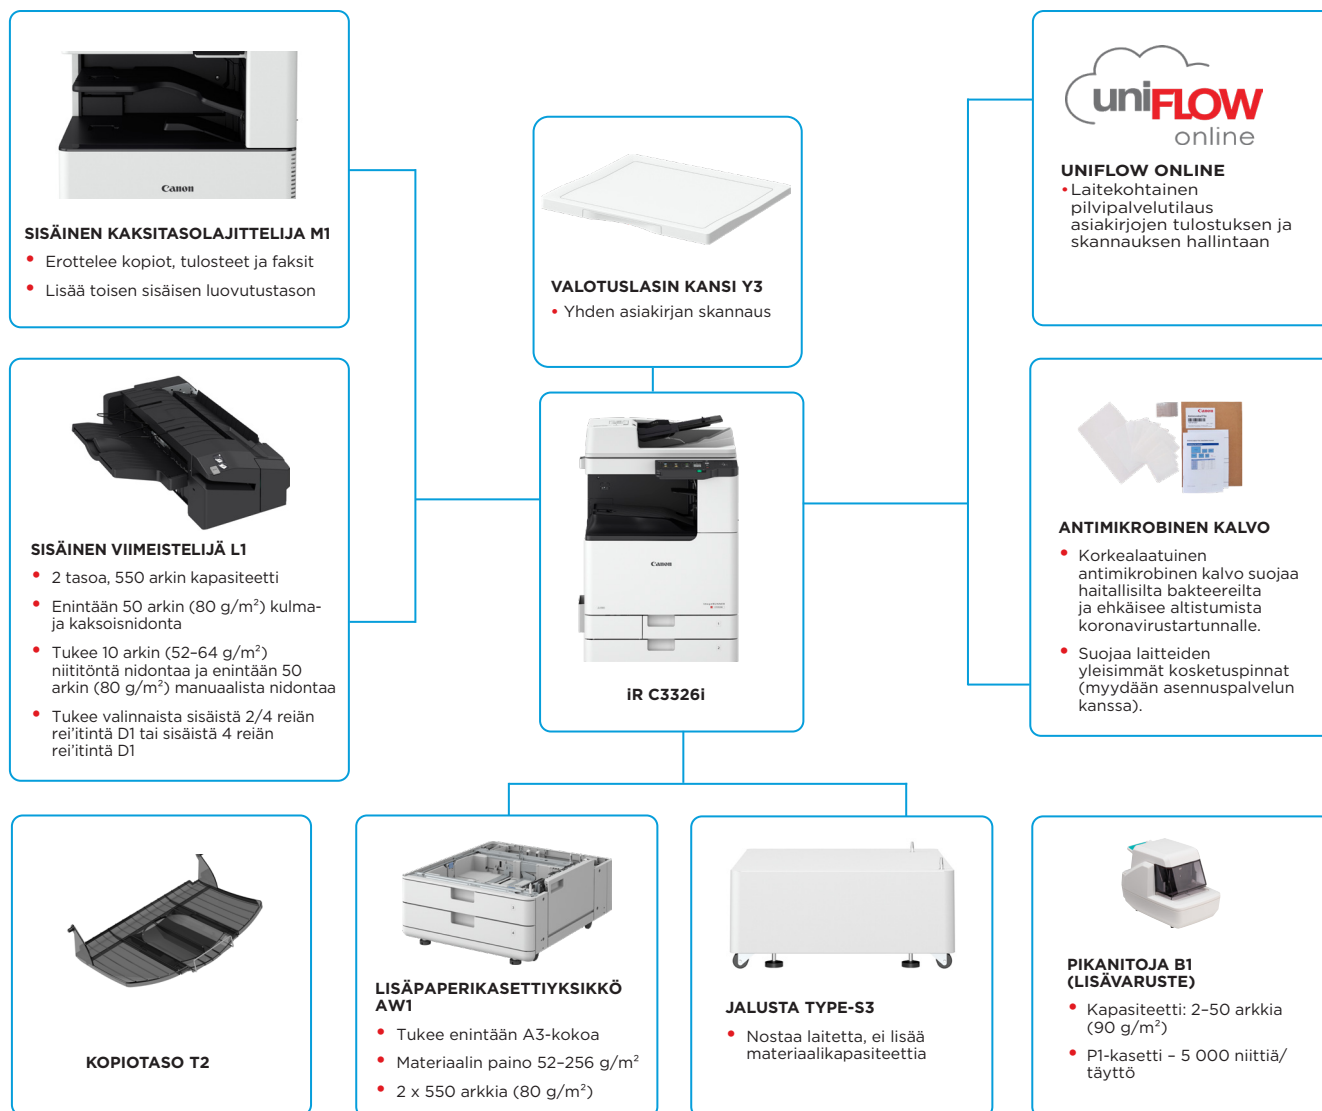 Canon
SISÄINEN KAKSITASOLAJITTELIJA M1
• Erottelee kopiot, tulosteet ja faksit
• Lisää toisen sisäisen luovutustason
VALOTUSLASIN KANSI Y3
• Yhden asiakirjan skannaus
uniFLOW
online
UNIFLOW ONLINE
• Laitekohtainen
pilvipalvelutilaus
asiakirjojen tulostuksen ja
skannauksen hallintaan
SISÄINEN VIIMEISTELIJÄ L1
• 2 tasoa, 550 arkin kapasiteetti
• Enintään 50 arkin (80 g/m²) kulma-
ja kaksoisnidonta
• Tukee 10 arkin (52–64 g/m²)
niititöntä nidontaa ja enintään 50
arkin (80 g/m²) manuaalista nidontaa
• Tukee valinnaista sisäistä 2/4 reiän
rei'itintä D1 tai sisäistä 4 reiän
rei'itintä D1
Canon
iR C3326i
Canon
ANTIMIKROBINEN KALVO
• Korkealaatuinen
antimikrobinen kalvo suojaa
haitallisilta bakteereilta
ja ehkäisee altistumista
koronavirustartunnalle.
• Suojaa laitteiden
yleisimmät kosketuspinnat
(myydään asennuspalvelun
kanssa).
KOPIOTASO T2
LISÄPAPERIKASETTIYKSIKKÖ
AW1
• Tukee enintään A3-kokoa
• Materiaalin paino 52–256 g/m²
• 2 x 550 arkkia (80 g/m²)
JALUSTA TYPE-S3
• Nostaa laitetta, ei lisää
materiaalikapasiteettia
PIKANITOJA B1
(LISÄVARUSTE)
• Kapasiteetti: 2–50 arkkia
(90 g/m²)
• P1-kasetti – 5 000 niittiä/
täyttö